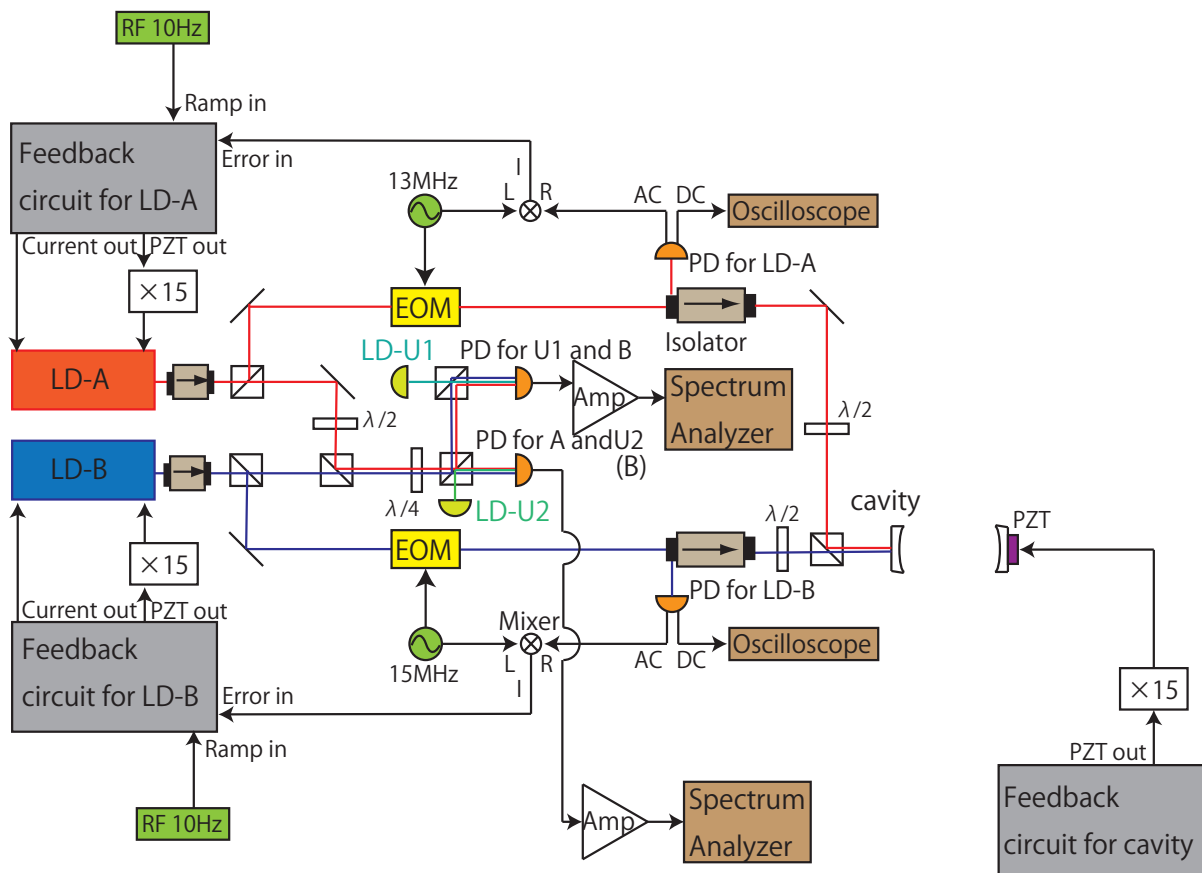 RF 10Hz
Ramp in
Feedback
circuit for LD-A
Error in
I
L
R
13MHz
AC
DC
Oscilloscope
Current out
PZT out
×15
PD for LD-A
EOM
Isolator
LD-A
LD-U1
PD for U1 and B
Amp
Spectrum
Analyzer
λ/2
λ/2
PD for A andU2
(B)
LD-B
λ/4
LD-U2
λ/2
cavity
PZT
EOM
×15
PD for LD-B
Current out
PZT out
Mixer
L
R
15MHz
AC
DC
Oscilloscope
Feedback
circuit for LD-B
I
Error in
×15
Ramp in
PZT out
RF 10Hz
Amp
Spectrum
Analyzer
Feedback
circuit for cavity